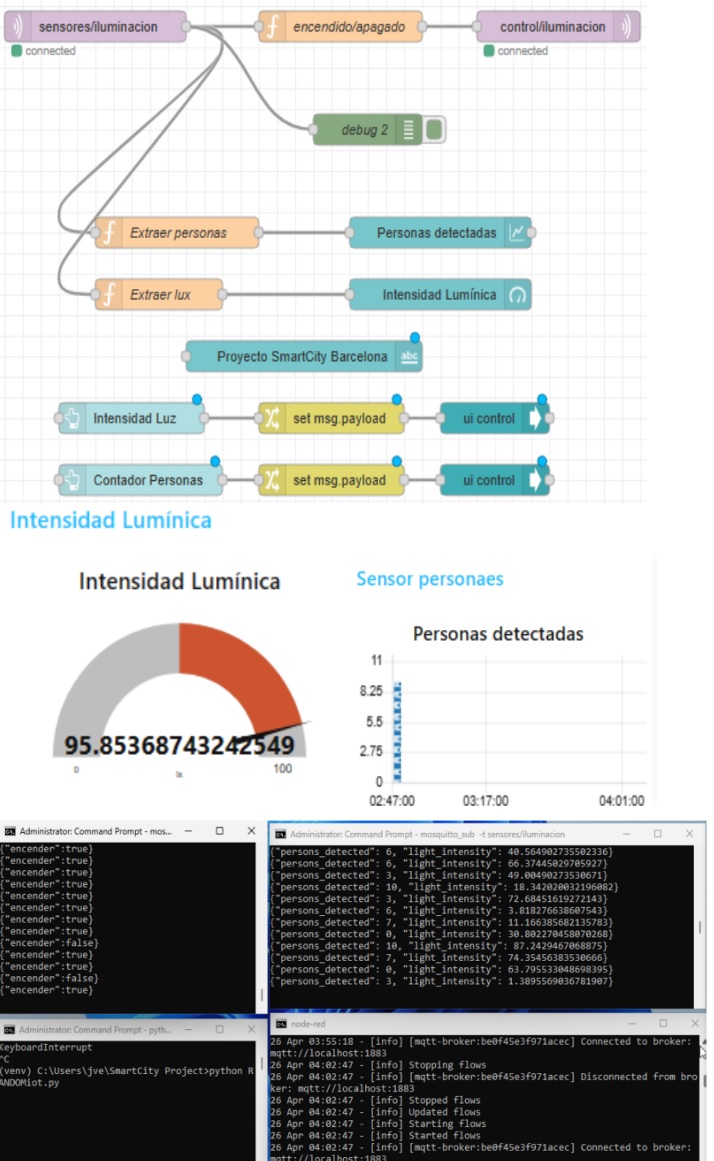 sensores/iluminacion
encendido/apagado
control/iluminacion
connected
connected
debug 2
Extraer personas
Personas detectadas
Extraer lux
Intensidad Lumínica
Proyecto SmartCity Barcelona
abc
Intensidad Luz
set msg.payload
ui control
Contador Personas
set msg.payload
ui control
Intensidad Lumínica
Intensidad Lumínica
95.85368743242549
0
lx
100
Sensor personaes
Personas detectadas
11
8.25
5.5
2.75
0
02:47:00
03:17:00
04:01:00
Administrator: Command Prompt - mos...
{"encender":true}
{"encender":true}
{"encender":true}
{"encender":true}
{"encender":true}
{"encender":true}
{"encender":true}
{"encender":true}
{"encender":false}
{"encender":true}
{"encender":true}
{"encender":false}
{"encender":true}
Administrator: Command Prompt - mosquitto_sub -t sensores/iluminacion
{"persons_detected": 6, "light_intensity": 40.564902735502336}
{"persons_detected": 6, "light_intensity": 66.37445029705927}
{"persons_detected": 3, "light_intensity": 49.00490273530671}
{"persons_detected": 10, "light_intensity": 18.342020032196082}
{"persons_detected": 3, "light_intensity": 72.68451619272143}
{"persons_detected": 6, "light_intensity": 3.818276638607543}
{"persons_detected": 7, "light_intensity": 11.166385682135783}
{"persons_detected": 0, "light_intensity": 30.802270458070268}
{"persons_detected": 10, "light_intensity": 87.2429467068875}
{"persons_detected": 7, "light_intensity": 74.35456383530666}
{"persons_detected": 0, "light_intensity": 63.795533048698395}
{"persons_detected": 3, "light_intensity": 1.3895569036781907}
Administrator: Command Prompt - pyth...
KeyboardInterrupt
^C
(venv) C:\Users\jve\SmartCity Project>python R
ANDOMiot.py
node-red
26 Apr 03:55:18 - [info] [mqtt-broker:be0f45e3f971acec] Connected to broker:
mqtt://localhost:1883
26 Apr 04:02:47 - [info] Stopping flows
26 Apr 04:02:47 - [info] [mqtt-broker:be0f45e3f971acec] Disconnected from bro
ker: mqtt://localhost:1883
26 Apr 04:02:47 - [info] Stopped flows
26 Apr 04:02:47 - [info] Updated flows
26 Apr 04:02:47 - [info] Starting flows
26 Apr 04:02:47 - [info] Started flows
26 Apr 04:02:47 - [info] [mqtt-broker:be0f45e3f971acec] Connected to broker:
mqtt://localhost:1883